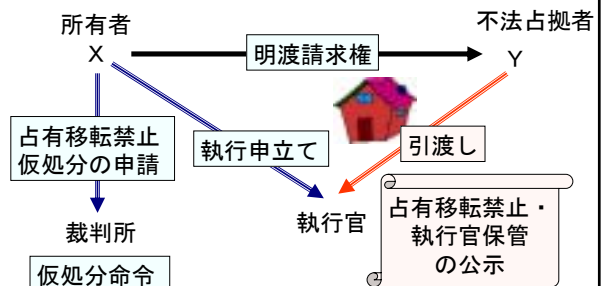 所有者
X
明渡請求権
不法占拠者
Y
占有移転禁止
仮処分の申請
執行申立て
引渡し
裁判所
執行官
占有移転禁止・
執行官保管
の公示
仮処分命令